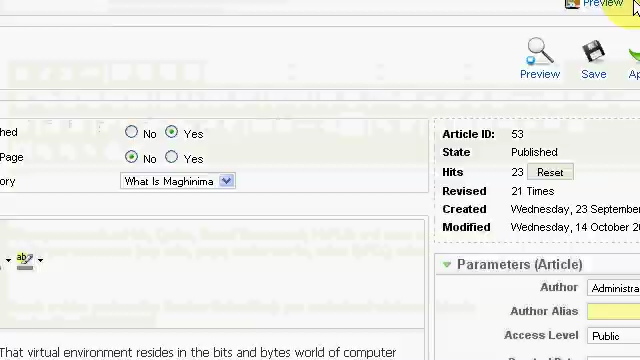 Preview
Preview Save
hed No Yes Article ID: 53
State Published
Page No Yes Hits 23 Reset
ory What Is Maghinima Revised 21 Times
Created Wednesday, 23 September
Modified Wednesday, 14 October 20
Parameters (Article)
Author Administra
Author Alias
Access Level Public
That virtual environment resides in the bits and bytes world of computer